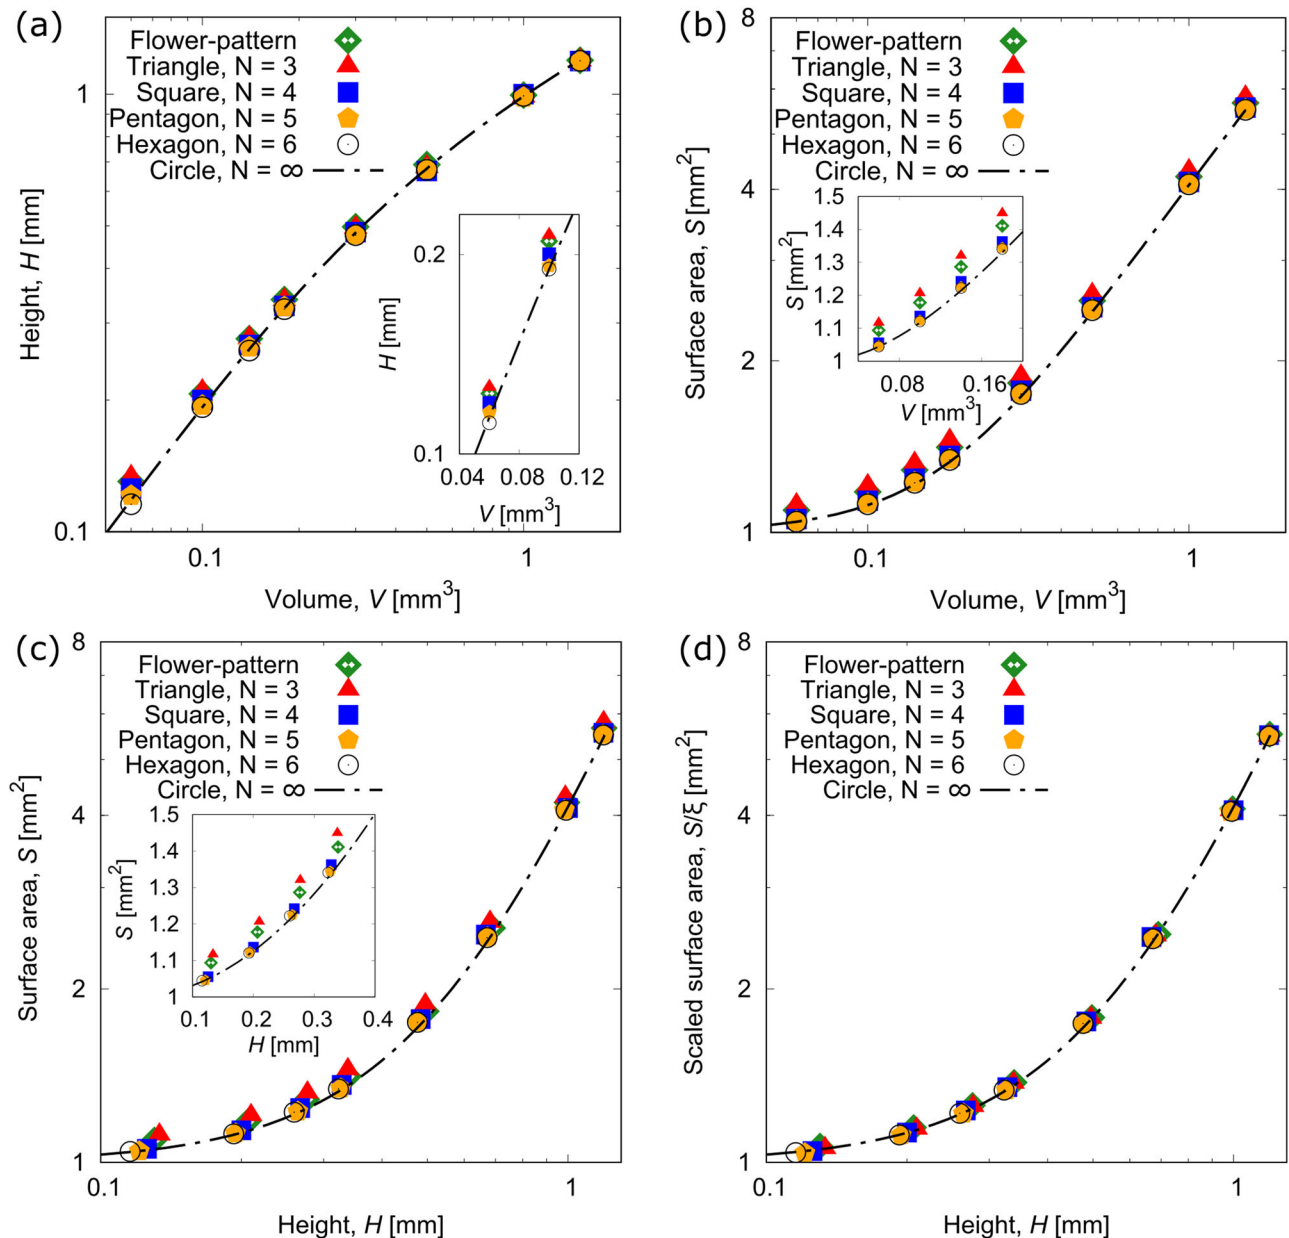 (a)
Flower-pattern
Triangle, N = 3
Square, N = 4
Pentagon, N = 5
Hexagon, N = 6
Circle, N = ∞
1
0.1
Height, H [mm]
0.1
1
Volume, V [mm³]
0.2
0.1
H [mm]
0.04
0.08
0.12
V [mm³]
(b)
Flower-pattern
Triangle, N = 3
Square, N = 4
Pentagon, N = 5
Hexagon, N = 6
Circle, N = ∞
8
4
2
1
Surface area, S [mm²]
0.1
1
Volume, V [mm³]
1.5
1.4
1.3
1.2
1.1
1
S [mm²]
0.08
0.16
V [mm³]
(c)
Flower-pattern
Triangle, N = 3
Square, N = 4
Pentagon, N = 5
Hexagon, N = 6
Circle, N = ∞
8
4
2
1
Surface area, S [mm²]
0.1
1
Height, H [mm]
1.5
1.4
1.3
1.2
1.1
1
S [mm²]
0.1
0.2
0.3
0.4
H [mm]
(d)
Flower-pattern
Triangle, N = 3
Square, N = 4
Pentagon, N = 5
Hexagon, N = 6
Circle, N = ∞
8
4
2
1
Scaled surface area, S/ξ [mm²]
0.1
1
Height, H [mm]